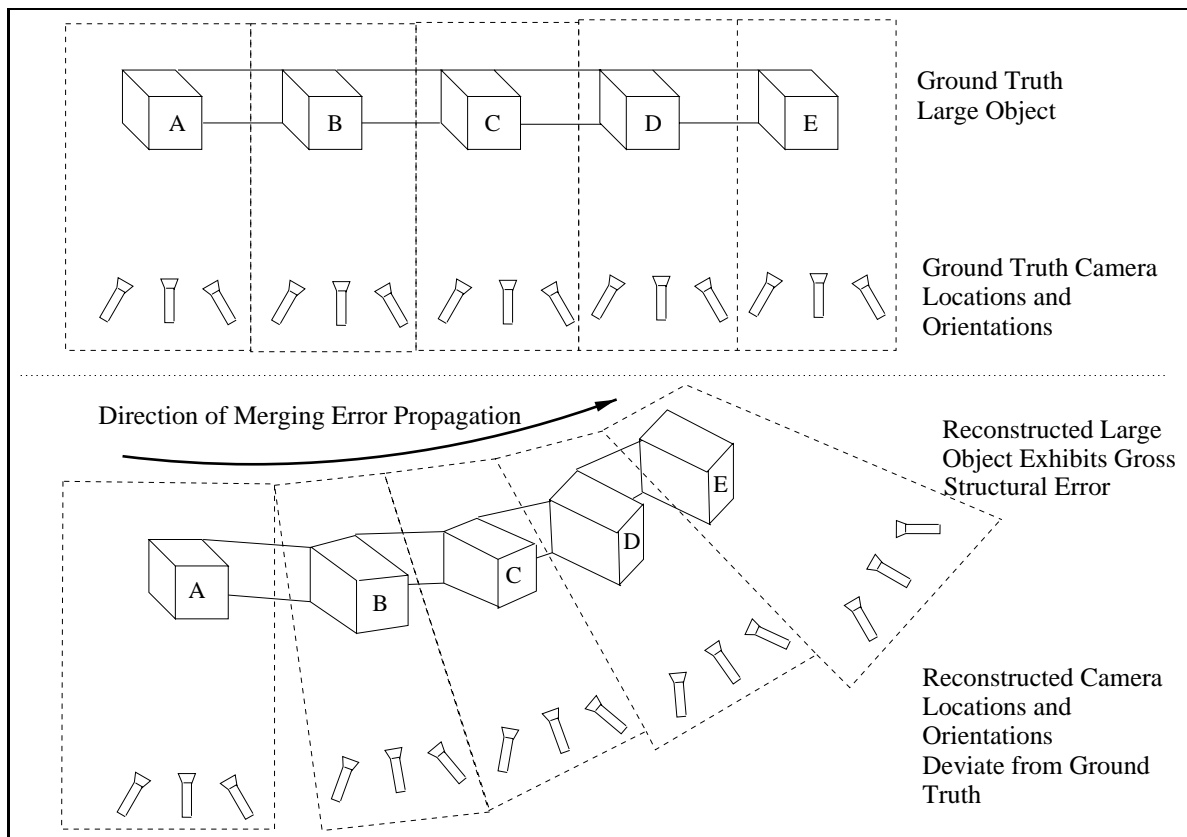 Ground Truth
Large Object
A
B
C
D
E
Ground Truth Camera
Locations and
Orientations
Direction of Merging Error Propagation
Reconstructed Large
Object Exhibits Gross
Structural Error
A
B
C
D
E
Reconstructed Camera
Locations and
Orientations
Deviate from Ground
Truth